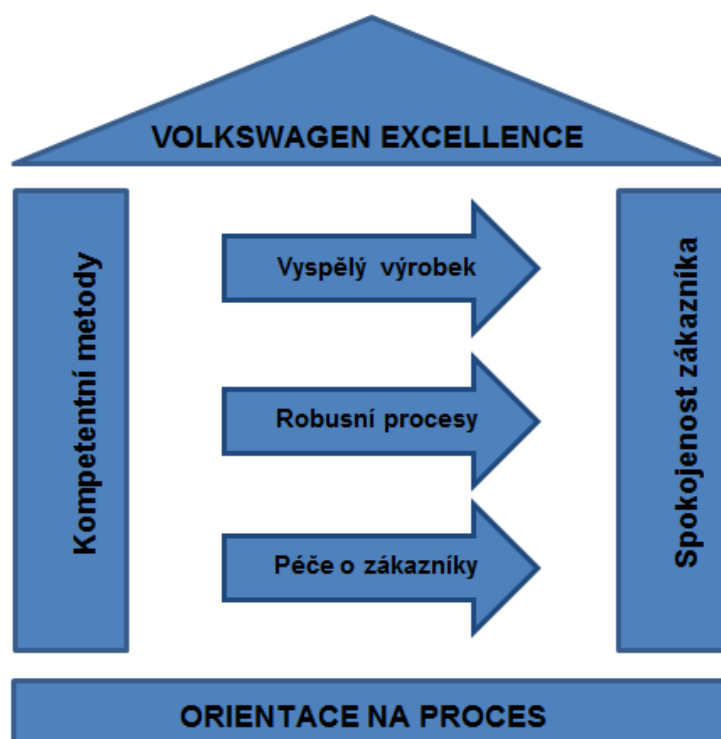 VOLKSWAGEN EXCELLENCE
Kompetentní metody
Vyspělý výrobek
Robusní procesy
Péče o zákazníky
Spokojenost zákazníka
ORIENTACE NA PROCES